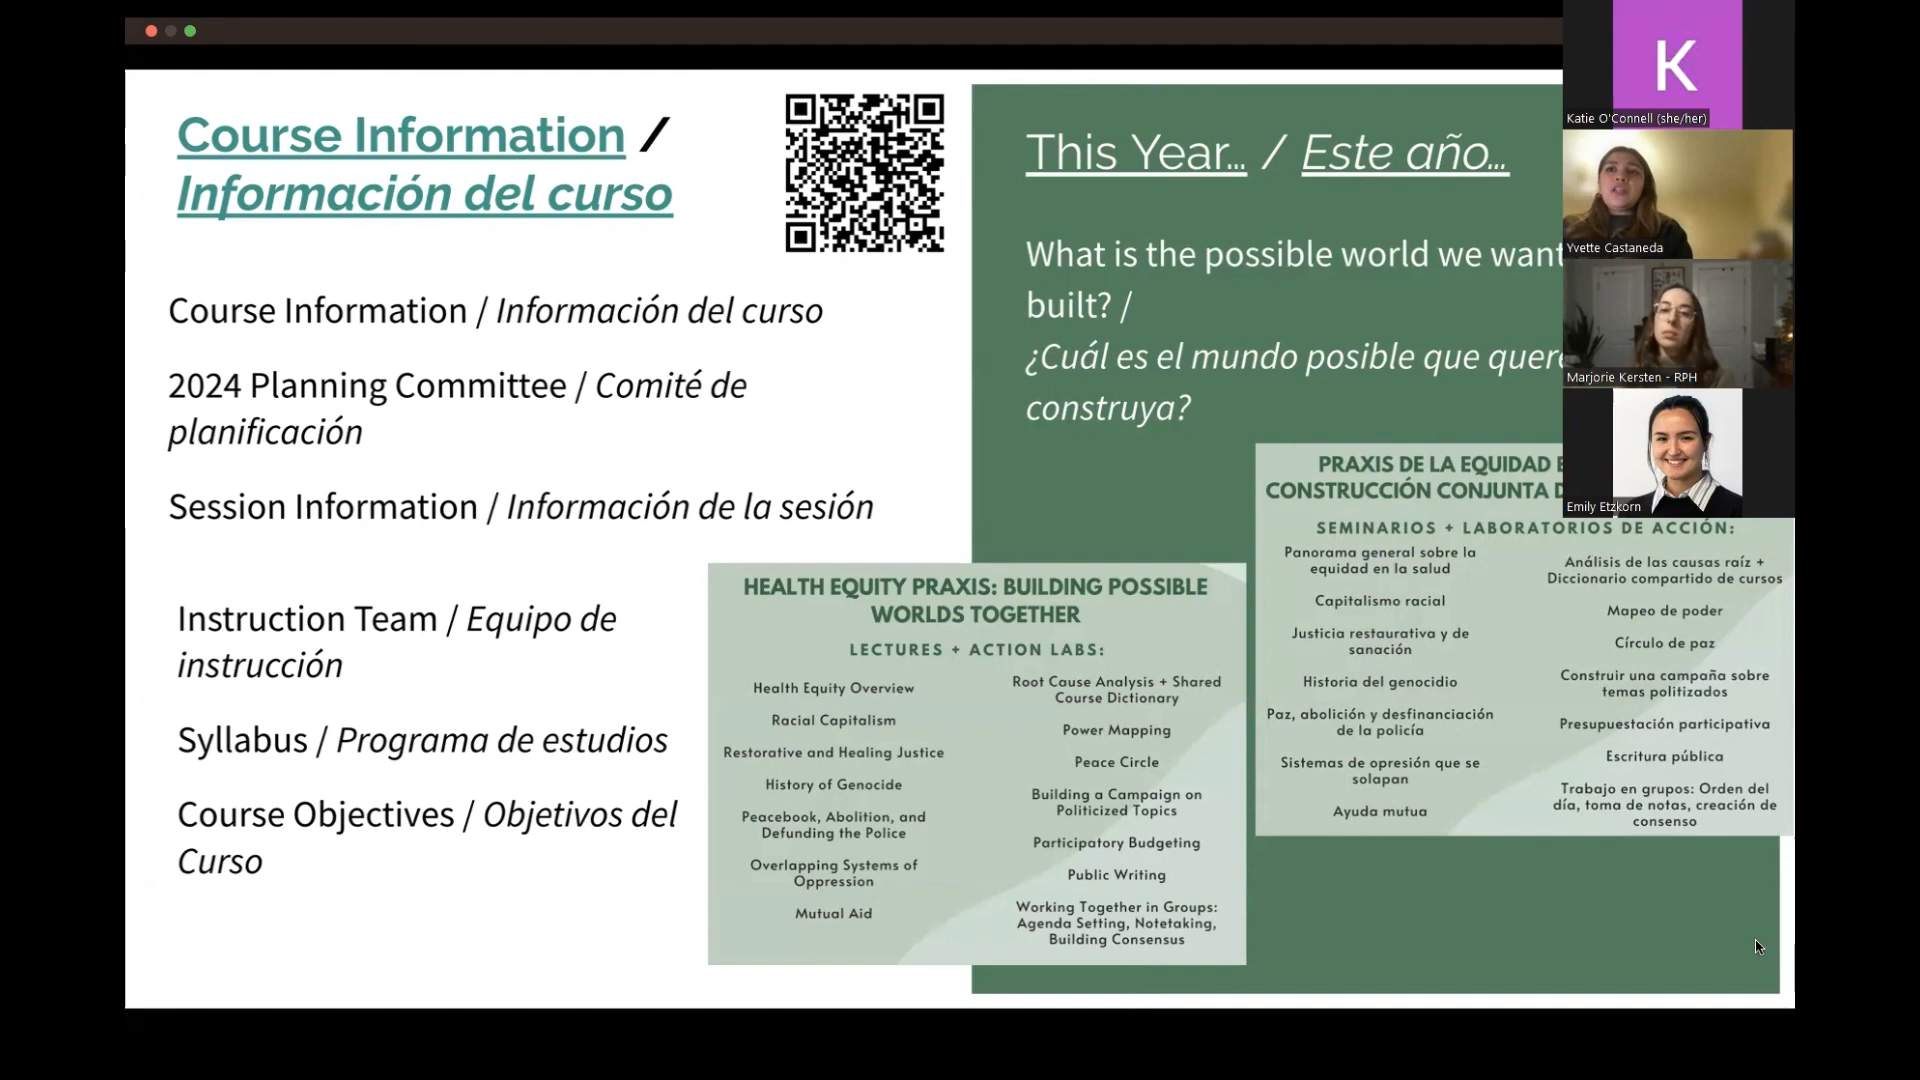 Course Information /
Información del curso
Course Information / Información del curso
2024 Planning Committee / Comité de
planificación
Session Information / Información de la sesión
Instruction Team / Equipo de
instrucción
Syllabus / Programa de estudios
Course Objectives / Objetivos del
Curso
This Year... / Este año...
What is the possible world we want
built? /
¿Cuál es el mundo posible que quere
construya?
HEALTH EQUITY PRAXIS: BUILDING POSSIBLE
WORLDS TOGETHER
LECTURES + ACTION LABS:
Health Equity Overview
Racial Capitalism
Restorative and Healing Justice
History of Genocide
Peacebook, Abolition, and
Defunding the Police
Overlapping Systems of
Oppression
Mutual Aid
Root Cause Analysis + Shared
Course Dictionary
Power Mapping
Peace Circle
Building a Campaign on
Politicized Topics
Participatory Budgeting
Public Writing
Working Together in Groups:
Agenda Setting, Notetaking,
Building Consensus
PRAXIS DE LA EQUIDAD
CONSTRUCCIÓN CONJUNTA
SEMINARIOS + LABORATORIOS DE ACCIÓN:
Panorama general sobre la
equidad en la salud
Capitalismo racial
Justicia restaurativa y de
sanación
Historia del genocidio
Paz, abolición y desfinanciación
de la policía
Sistemas de opresión que se
solapan
Ayuda mutua
Análisis de las causas raíz +
Diccionario compartido de cursos
Mapeo de poder
Círculo de paz
Construir una campaña sobre
temas politizados
Presupuestación participativa
Escritura pública
Trabajo en grupos: Orden del
día, toma de notas, creación de
consenso
K
Katie O'Connell (she/her)
Yvette Castaneda
Marjorie Kersten - RPH
Emily Etzkorn